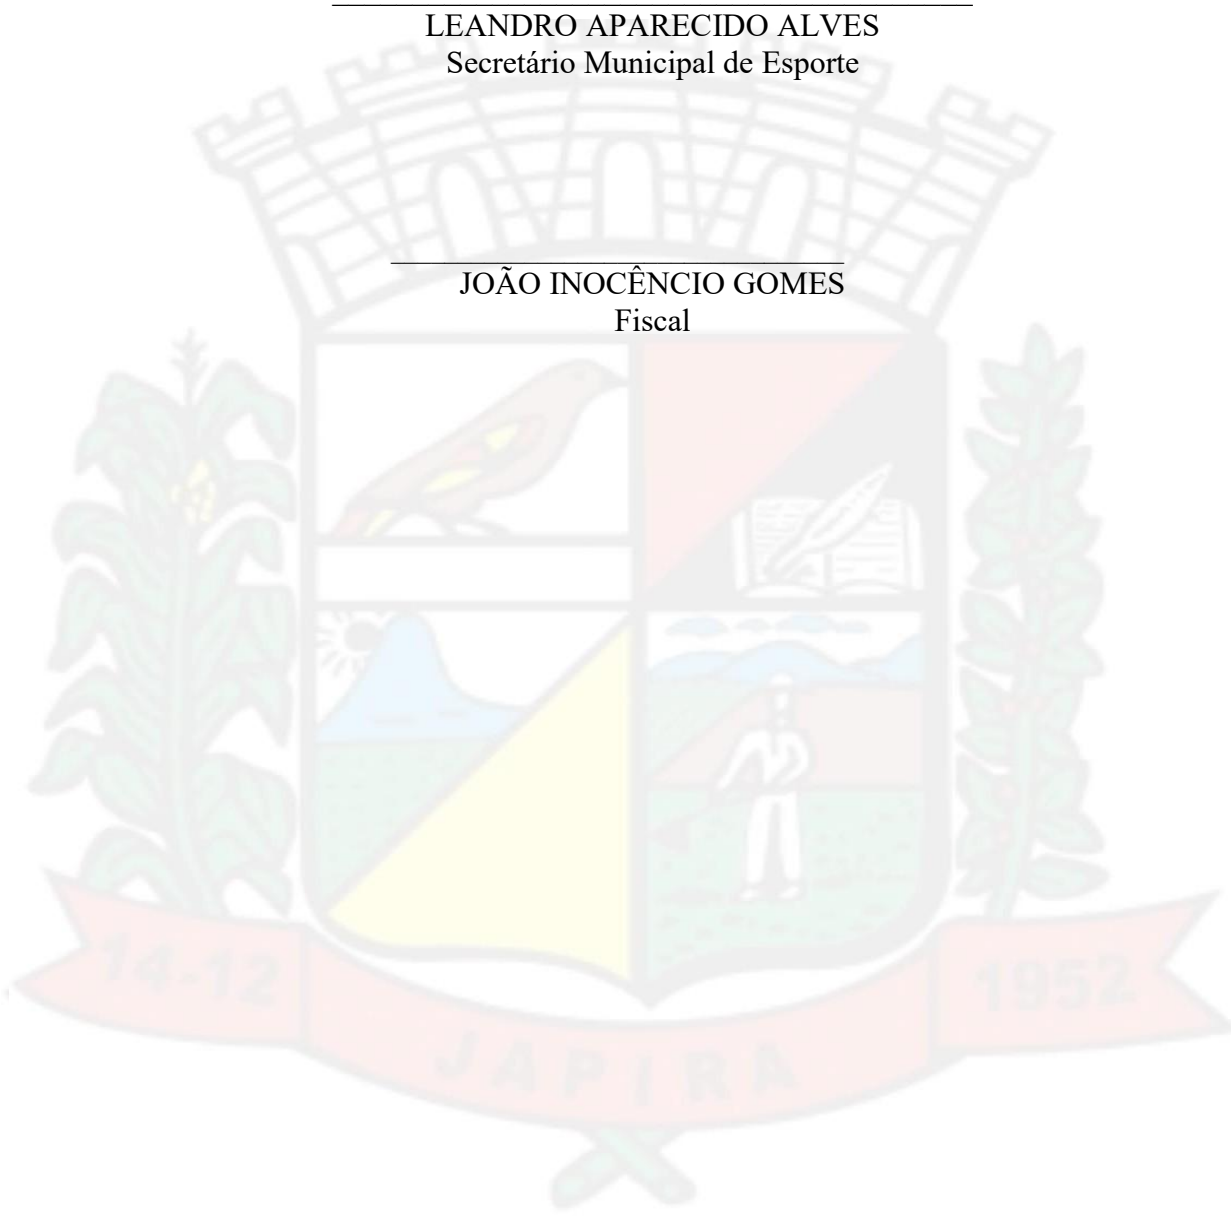 LEANDRO APARECIDO ALVES
Secretário Municipal de Esporte
JOÃO INOCÊNCIO GOMES
Fiscal
14-12
1952
JAPIRA